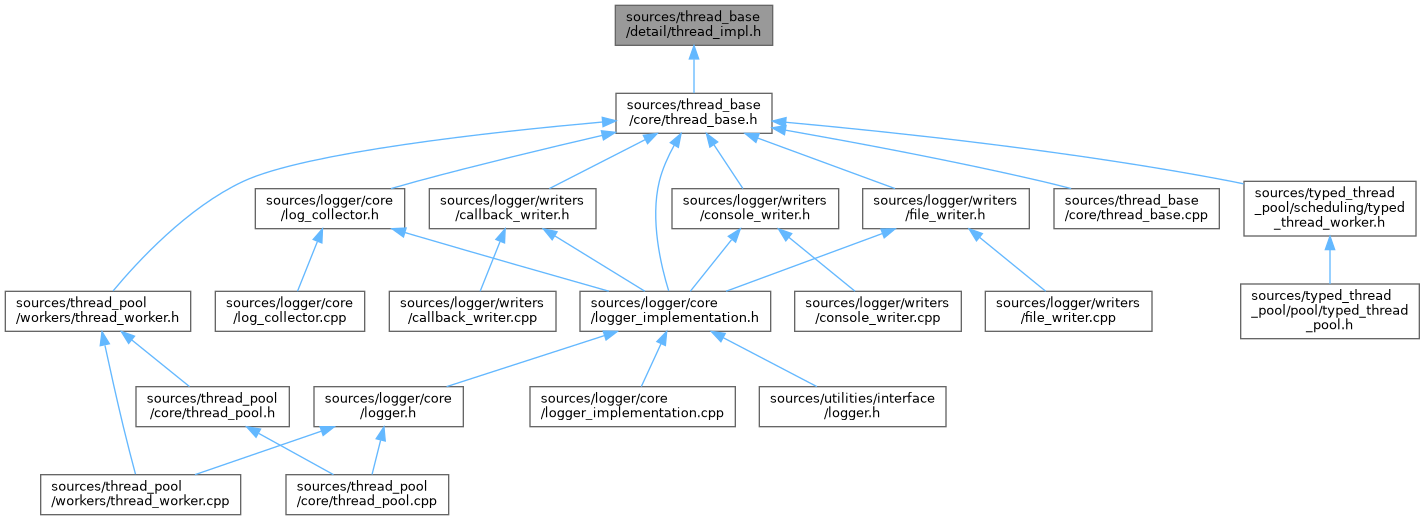 sources/thread_base
/detail/thread_impl.h
sources/thread_base
/core/thread_base.h
sources/logger/core
/log_collector.h
sources/logger/writers
/callback_writer.h
sources/logger/writers
/console_writer.h
sources/logger/writers
/file_writer.h
sources/thread_base
/core/thread_base.cpp
sources/typed_thread
_pool/scheduling/typed
_thread_worker.h
sources/thread_pool
/workers/thread_worker.h
sources/logger/core
/log_collector.cpp
sources/logger/writers
/callback_writer.cpp
sources/logger/core
/logger_implementation.h
sources/logger/writers
/console_writer.cpp
sources/logger/writers
/file_writer.cpp
sources/typed_thread
_pool/pool/typed_thread
_pool.h
sources/thread_pool
/core/thread_pool.h
sources/logger/core
/logger.h
sources/logger/core
/logger_implementation.cpp
sources/utilities/interface
/logger.h
sources/thread_pool
/workers/thread_worker.cpp
sources/thread_pool
/core/thread_pool.cpp